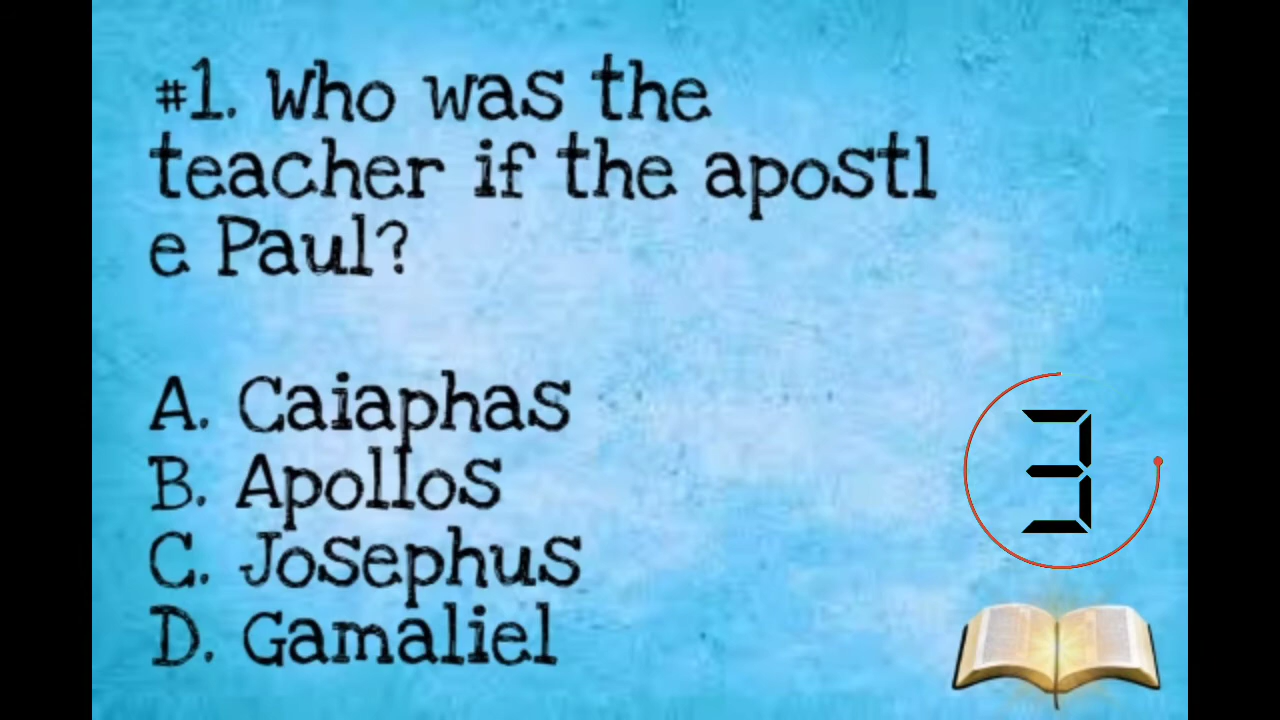 #1. Who was the
teacher if the apostl
e Paul?
A. Caiaphas
B. Apollos
C. Josephus
D. Gamaliel
3